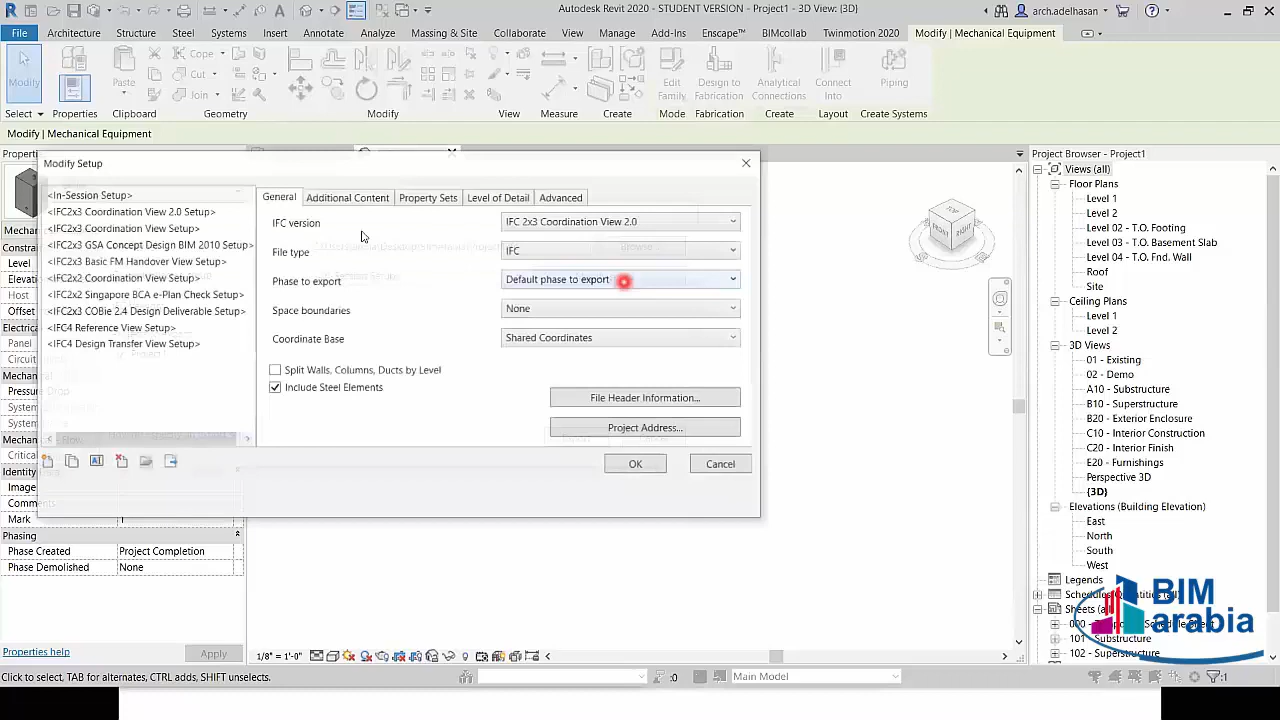 Autodesk Revit 2020 - STUDENT VERSION - Project1 - 3D View: {3D}
arch.adelhasan
File Architecture Structure Steel Systems Insert Annotate Analyze Massing & Site Collaborate View Manage Add-Ins Enscape™ BIMcollab Twinmotion 2020 Modify | Mechanical Equipment
Modify
Paste
Cope
Cut
Join
Edit Family
Design to Fabrication
Analytical Connections
Connect Into
Piping
Select Properties Clipboard Geometry Modify View Measure Create Mode Fabrication Create Layout Create Systems
Modify | Mechanical Equipment
Project Browser - Project1
Modify Setup
<In-Session Setup>
<IFC2x3 Coordination View 2.0 Setup>
<IFC2x3 Coordination View Setup>
<IFC2x3 GSA Concept Design BIM 2010 Setup>
<IFC2x3 Basic FM Handover View Setup>
<IFC2x2 Coordination View Setup>
<IFC2x2 Singapore BCA e-Plan Check Setup>
<IFC2x3 COBie 2.4 Design Deliverable Setup>
<IFC4 Reference View Setup>
<IFC4 Design Transfer View Setup>
General Additional Content Property Sets Level of Detail Advanced
IFC version IFC 2x3 Coordination View 2.0
File type IFC
Phase to export Default phase to export
Space boundaries None
Coordinate Base Shared Coordinates
Split Walls, Columns, Ducts by Level
Include Steel Elements
File Header Information...
Project Address...
OK Cancel
Level
Host
Offset
Panel
Image
Mark 1
Phasing
Phase Created Project Completion
Phase Demolished None
Properties help Apply
FRONT RIGHT
Views (all)
Floor Plans
Level 1
Level 2
Level 02 - T.O. Footing
Level 03 - T.O. Basement Slab
Level 04 - T.O. Fnd. Wall
Roof
Site
Ceiling Plans
Level 1
Level 2
3D Views
01 - Existing
02 - Demo
A10 - Substructure
B10 - Superstructure
B20 - Exterior Enclosure
C10 - Interior Construction
C20 - Interior Finish
E20 - Furnishings
Perspective 3D
{3D}
Elevations (Building Elevation)
East
North
South
West
Legends
101 - Substructure
102 - Superstructure
BIM
arabia
1/8" = 1'-0"
Click to select, TAB for alternates, CTRL adds, SHIFT unselects.
:0
Main Model
:1